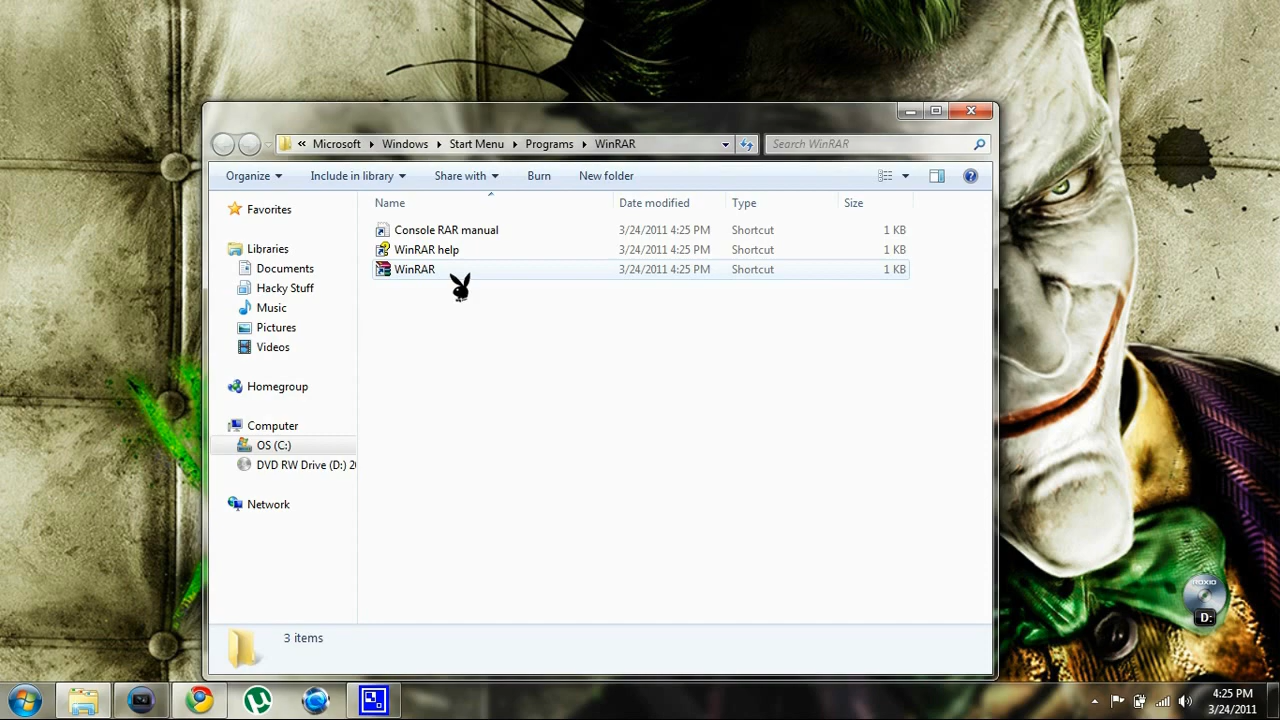 « Microsoft Windows Start Menu Programs WinRAR
Search WinRAR
Organize Include in library Share with Burn New folder
Name Date modified Type Size
Console RAR manual 3/24/2011 4:25 PM Shortcut 1 KB
WinRAR help 3/24/2011 4:25 PM Shortcut 1 KB
WinRAR 3/24/2011 4:25 PM Shortcut 1 KB
Favorites
Libraries
Documents
Hacky Stuff
Music
Pictures
Videos
Homegroup
Computer
OS (C:)
DVD RW Drive (D:) 20
Network
3 items
ROXIO
D:
4:25 PM
3/24/2011